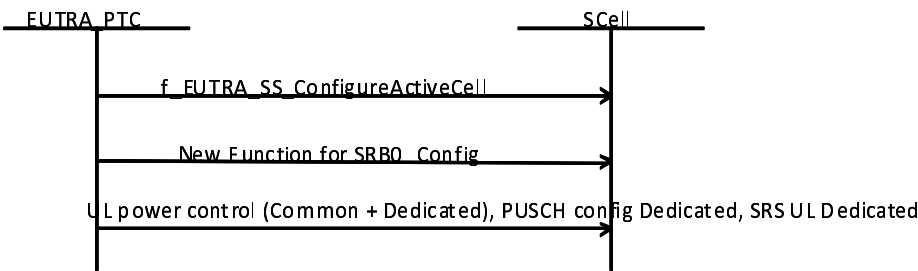 EUTRA_PTC
SCell
f_EUTRA_SS_ConfigureActiveCell
New Function for SRB0_Config
UL power control (Common + Dedicated), PUSCH config Dedicated, SRS UL Dedicated